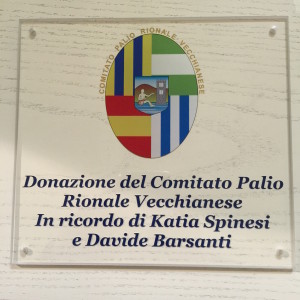 COMITATO PALIO RIONALE VECCHIANESE
Donazione del Comitato Palio
Rionale Vecchianese
In ricordo di Katia Spinesi
e Davide Barsanti